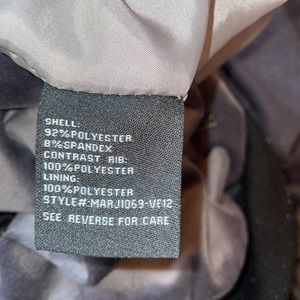 SHELL:
92%POLYESTER
8%SPANDEX
CONTRAST RIB:
100%POLYESTER
LINING:
100%POLYESTER
STYLE#:MARJ1069-VE12
SEE REVERSE FOR CARE